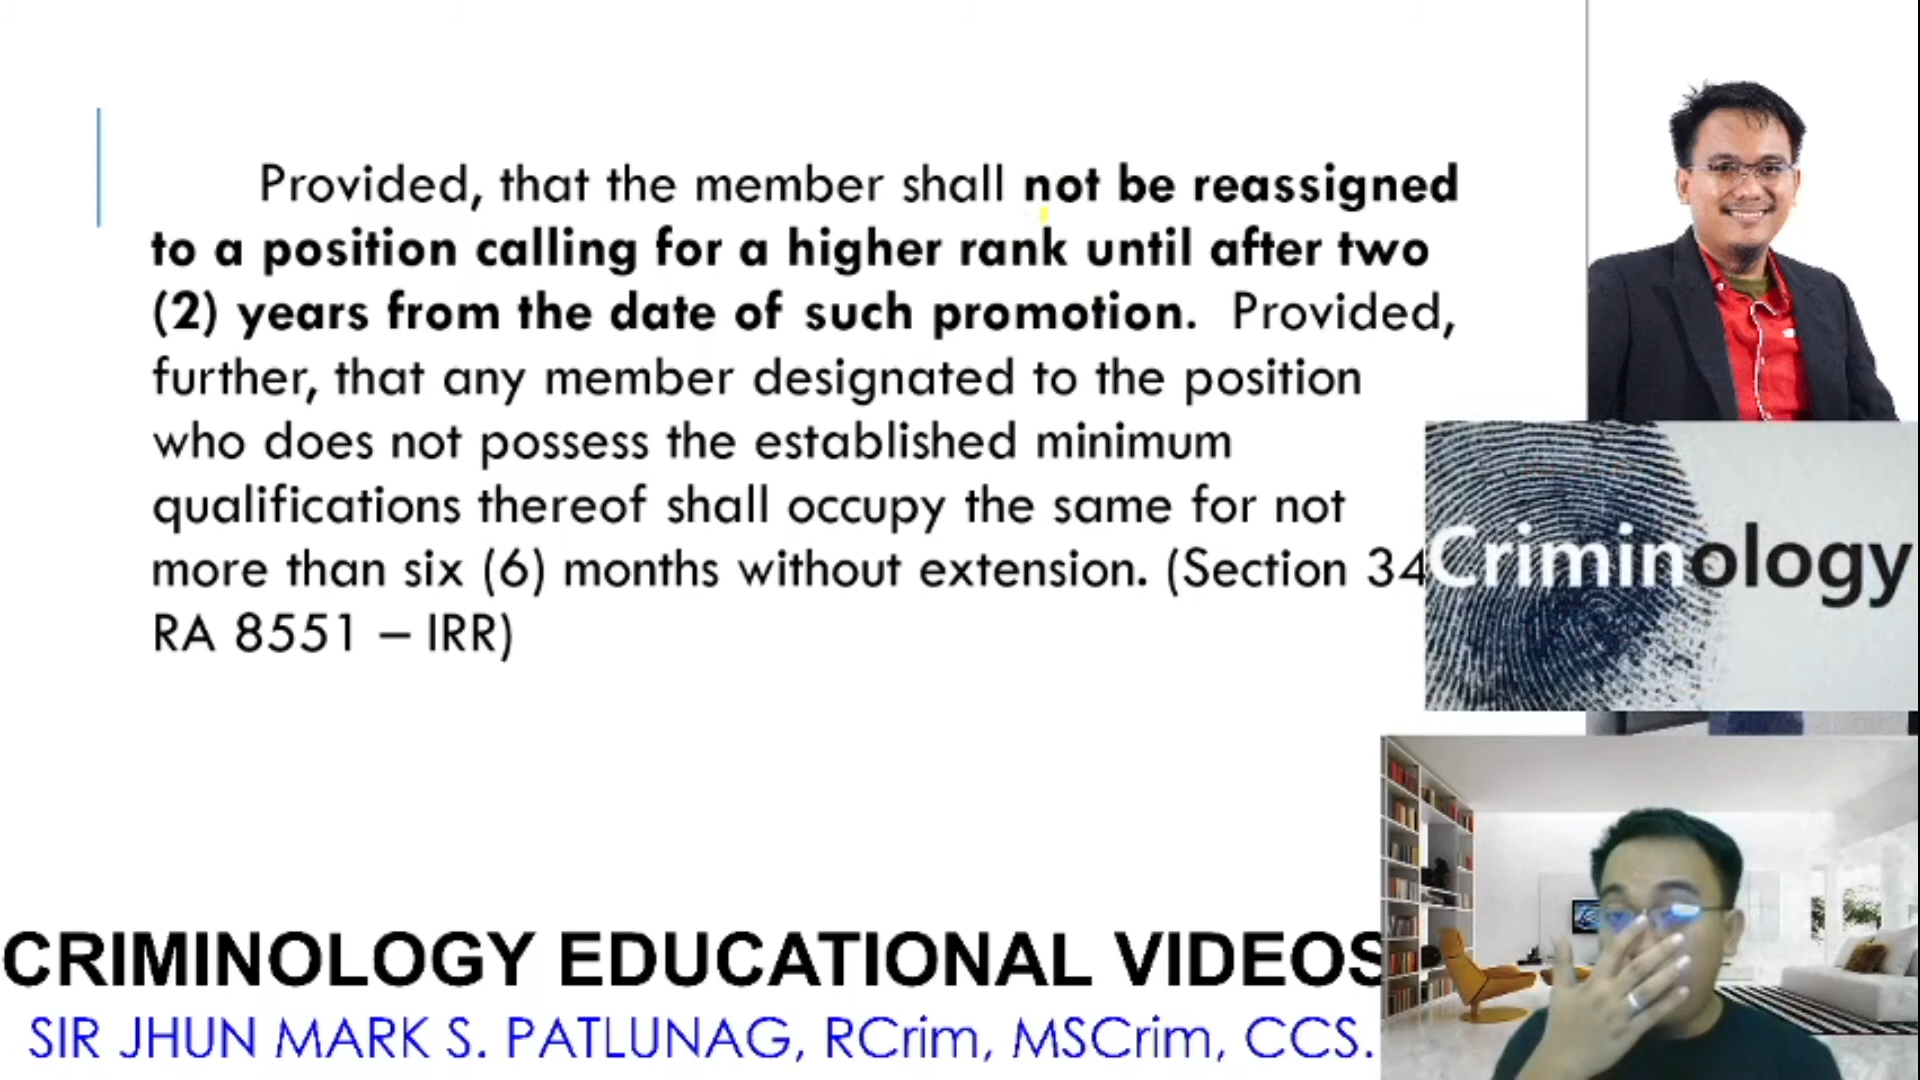 Provided, that the member shall not be reassigned
to a position calling for a higher rank until after two
(2) years from the date of such promotion. Provided,
further, that any member designated to the position
who does not possess the established minimum
qualifications thereof shall occupy the same for not
more than six (6) months without extension. (Section 34
RA 8551 – IRR)
Criminology
CRIMINOLOGY EDUCATIONAL VIDEOS
SIR JHUN MARK S. PATLUNAG, RCrim, MSCrim, CCS.